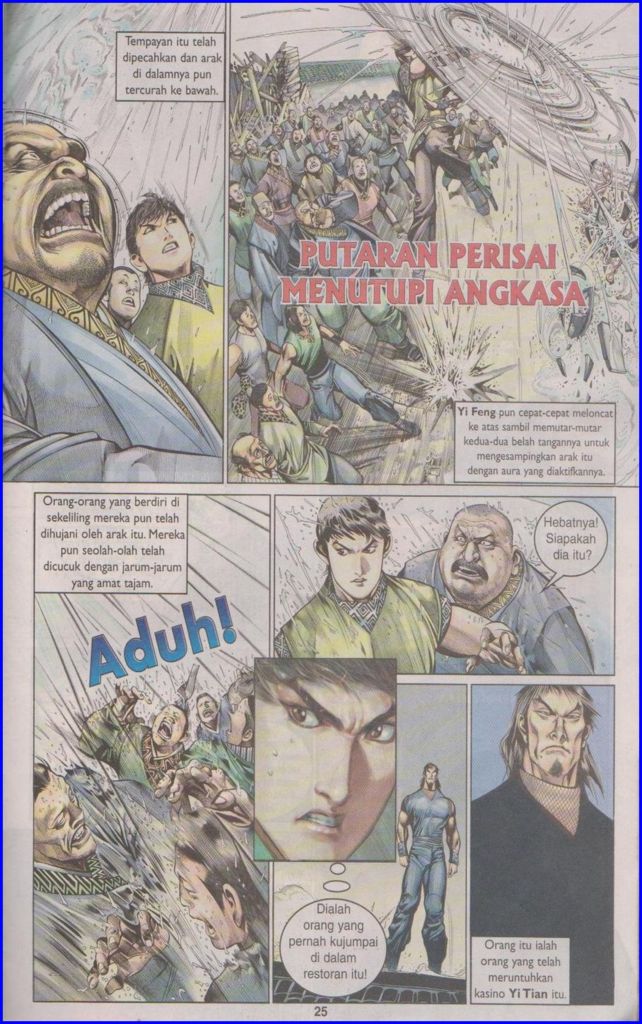 Tempayan itu telah
dipecahkan dan arak
di dalamnya pun
tercurah ke bawah.
PUTARAN PERISAI
MENUTUPI ANGKASA
Yi Feng pun cepat-cepat meloncat
ke atas sambil memutar-mutar
kedua-dua belah tangannya untuk
mengesampingkan arak itu
dengan aura yang diaktifkannya.
Orang-orang yang berdiri di
sekeliling mereka pun telah
dihujani oleh arak itu. Mereka
pun seolah-olah telah
dicucuk dengan jarum-jarum
yang amat tajam.
Aduh!
Hebatnya!
Siapakah
dia itu?
Dialah
orang yang
pernah kujumpai
di dalam
restoran itu!
Orang itu ialah
orang yang telah
meruntuhkan
kasino Yi Tian itu.
25